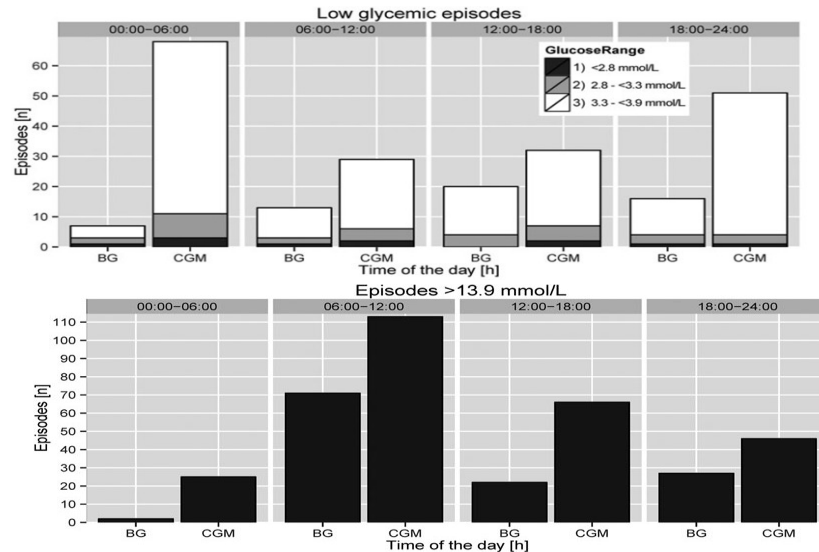 Low glycemic episodes
00:00−06:00 06:00−12:00 12:00−18:00 18:00−24:00
GlucoseRange
1) <2.8 mmol/L
2) 2.8 - <3.3 mmol/L
3) 3.3 - <3.9 mmol/L
Episodes [n]
60
50
40
30
20
10
0
BG CGM BG CGM BG CGM BG CGM
Time of the day [h]
Episodes >13.9 mmol/L
00:00−06:00 06:00−12:00 12:00−18:00 18:00−24:00
Episodes [n]
110
100
90
80
70
60
50
40
30
20
10
0
BG CGM BG CGM BG CGM BG CGM
Time of the day [h]